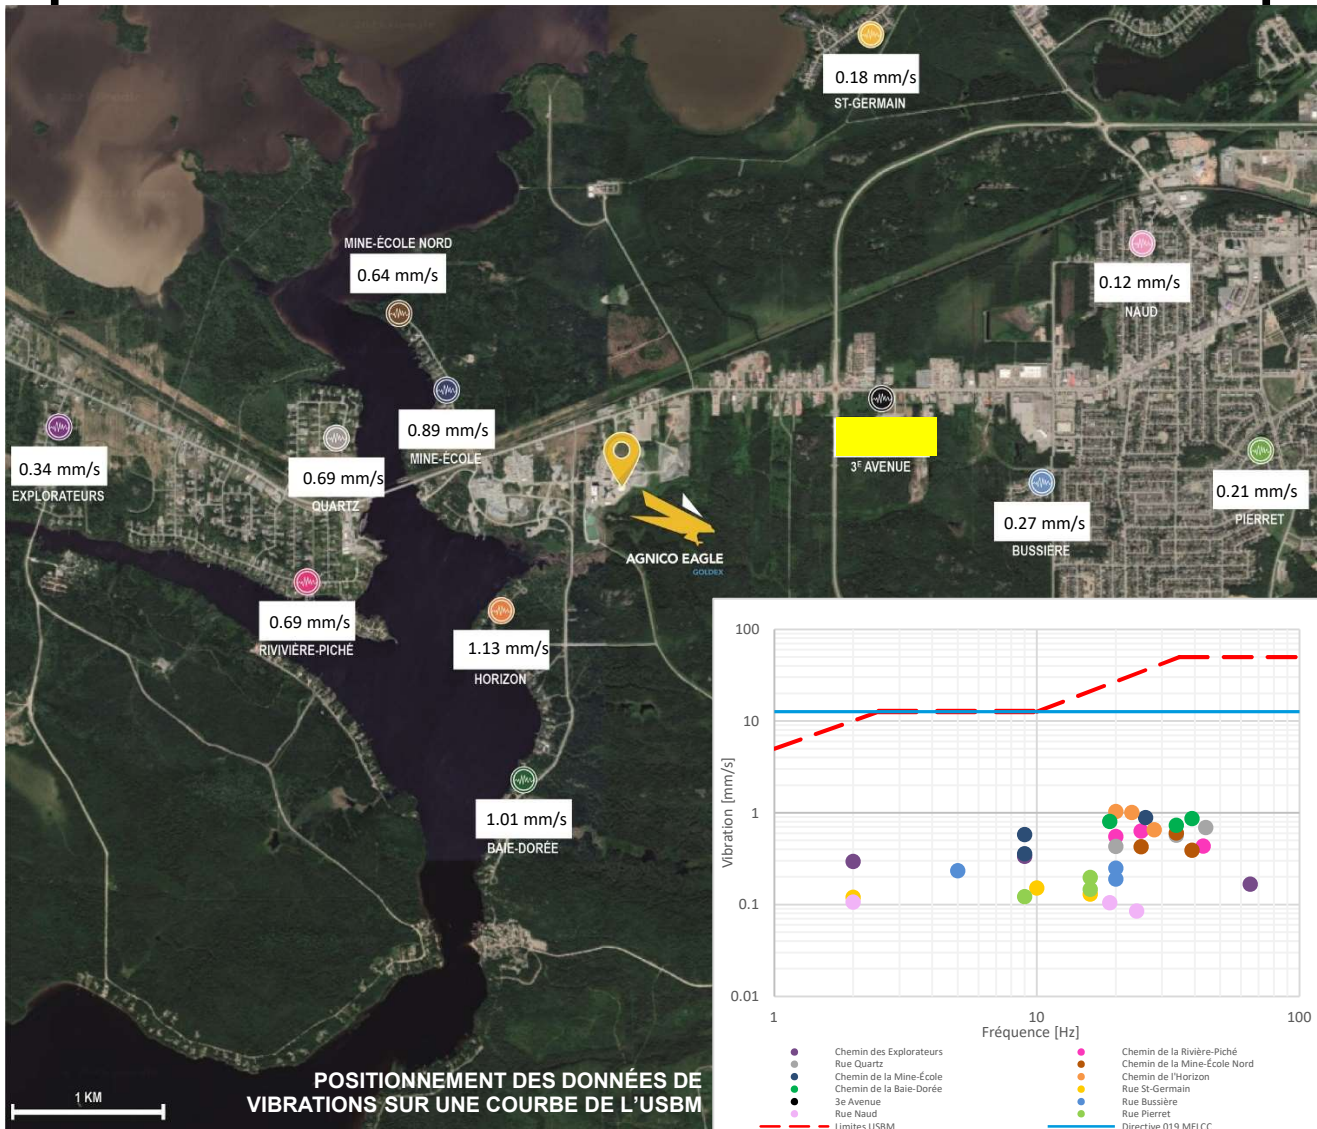 0.18 mm/s
ST-GERMAIN
MINE-ÉCOLE NORD
0.64 mm/s
0.12 mm/s
NAUD
0.89 mm/s
MINE-ÉCOLE
0.34 mm/s
EXPLORATEURS
0.69 mm/s
QUARTZ
3E AVENUE
0.21 mm/s
PIERRET
0.27 mm/s
BUSSIÈRE
AGNICO EAGLE
GOLDEX
0.69 mm/s
RIVIVIÈRE-PICHÉ
1.13 mm/s
HORIZON
1.01 mm/s
BAIE-DORÉE
1 KM
POSITIONNEMENT DES DONNÉES DE
VIBRATIONS SUR UNE COURBE DE L'USBM
100
10
1
0.1
0.01
Vibration [mm/s]
1
10
100
Fréquence [Hz]
Chemin des Explorateurs
Chemin de la Rivière-Piché
Rue Quartz
Chemin de la Mine-École Nord
Chemin de la Mine-École
Chemin de l'Horizon
Chemin de la Baie-Dorée
Rue St-Germain
3e Avenue
Rue Bussière
Rue Naud
Rue Pierret
Limites USBM
Directive 019 MELCC